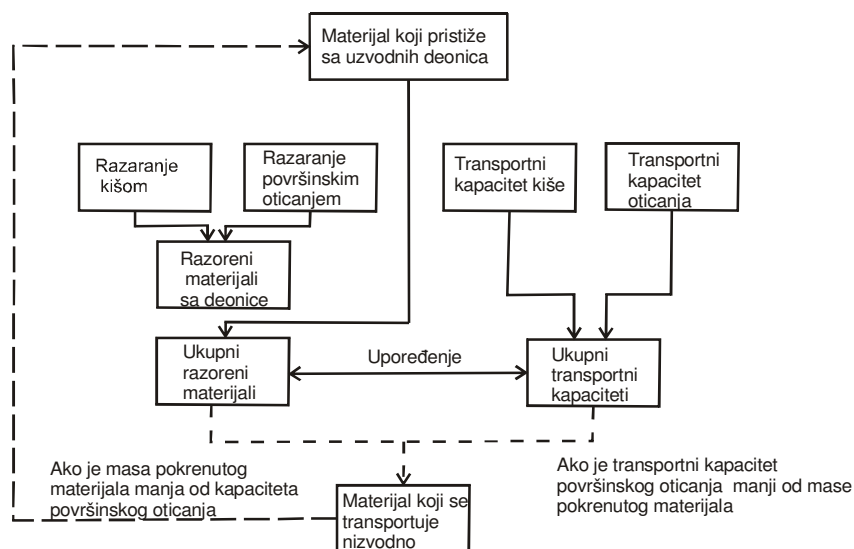 Materijal koji pristiže
sa uzvodnih deonica
Razaranje
kišom
Razaranje
površinskim
oticanjem
Transportni
kapacitet kiše
Transportni
kapacitet
oticanja
Razoreni
materijali
sa deonice
Ukupni
razoreni
materijali
Upoređenje
Ukupni
transportni
kapaciteti
Ako je masa pokrenutog
materijala manja od kapaciteta
površinskog oticanja
Ako je transportni kapacitet
površinskog oticanja manji od mase
pokrenutog materijala
Materijal koji se
transportuje
nizvodno